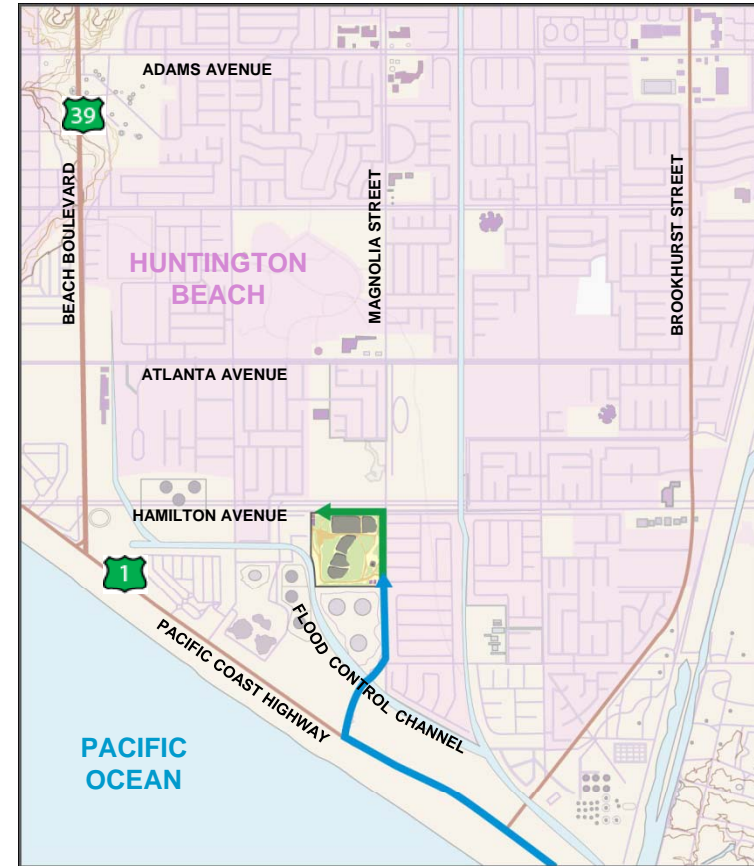 ADAMS AVENUE
39
BEACH BOULEVARD
MAGNOLIA STREET
BROOKHURST STREET
HUNTINGTON
BEACH
ATLANTA AVENUE
HAMILTON AVENUE
1
FLOOD CONTROL CHANNEL
PACIFIC COAST HIGHWAY
PACIFIC
OCEAN